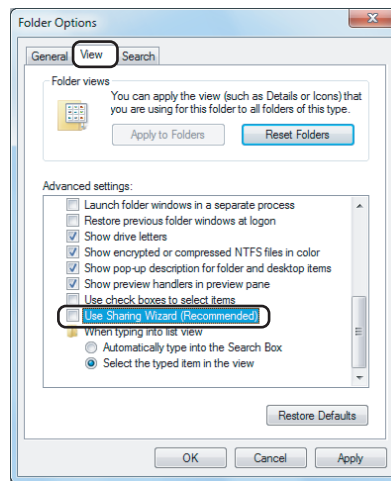 Folder Options
General View Search
Folder views
You can apply the view (such as Details or Icons) that
you are using for this folder to all folders of this type.
Apply to Folders Reset Folders
Advanced settings:
Launch folder windows in a separate process
Restore previous folder windows at logon
Show drive letters
Show encrypted or compressed NTFS files in color
Show pop-up description for folder and desktop items
Show preview handlers in preview pane
Use check boxes to select items
Use Sharing Wizard (Recommended)
When typing into list view
Automatically type into the Search Box
Select the typed item in the view
Restore Defaults
OK Cancel Apply